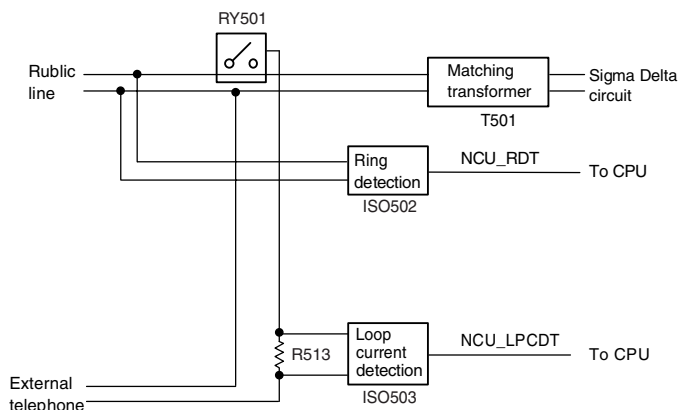 RY501
Rublic
line
Matching
transformer
T501
Sigma Delta
circuit
Ring
detection
ISO502
NCU_RDT
To CPU
R513
Loop
current
detection
ISO503
NCU_LPCDT
To CPU
External
telephone